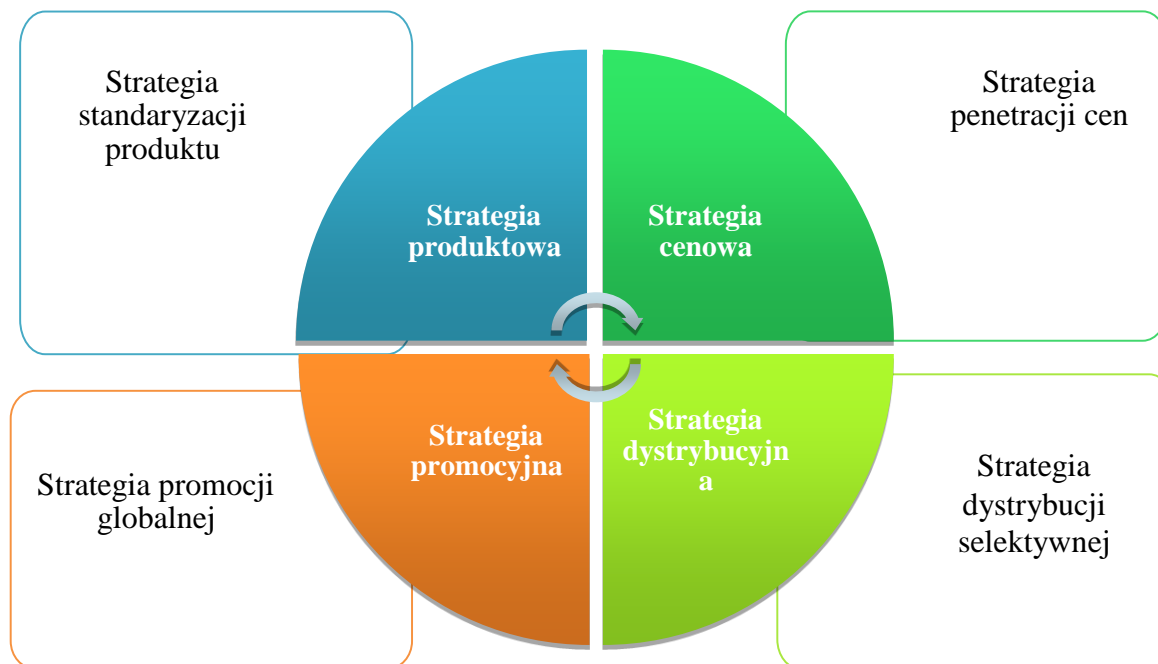 Strategia
standaryzacji
produktu
Strategia
penetracji cen
Strategia
produktowa
Strategia
cenowa
Strategia
promocyjna
Strategia
dystrybucyjn
a
Strategia promocji
globalnej
Strategia
dystrybucji
selektywnej